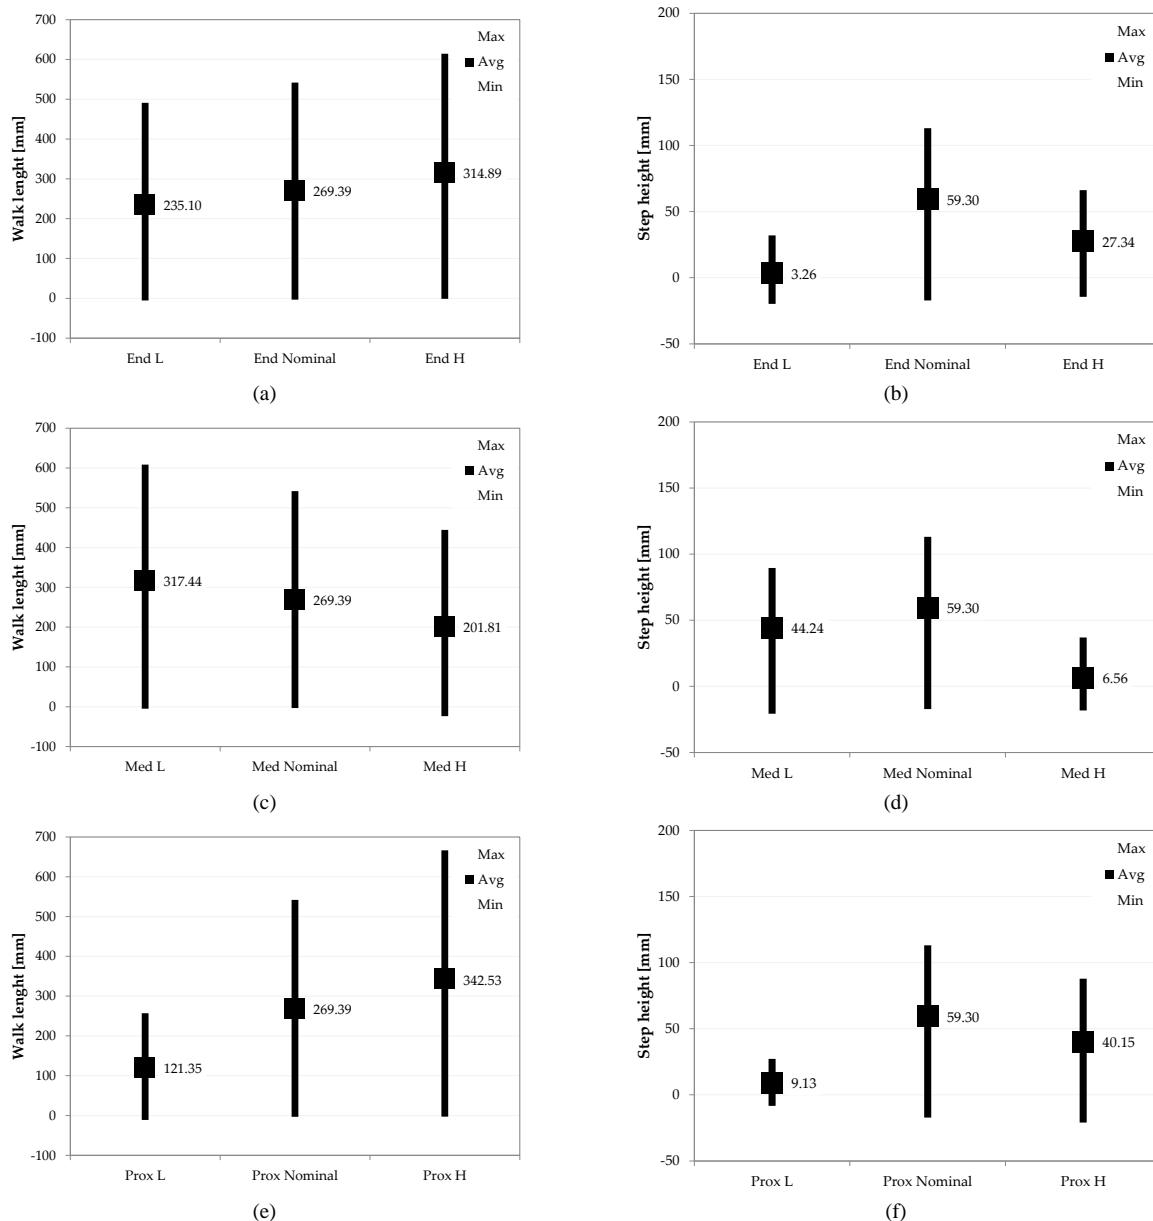 700
600
500
400
300
200
100
0
-100
Walk lenght [mm]
Max
Avg
Min
235.10
269.39
314.89
End L
End Nominal
End H
(a)
200
150
100
50
0
-50
Step height [mm]
Max
Avg
Min
3.26
59.30
27.34
End L
End Nominal
End H
(b)
700
600
500
400
300
200
100
0
-100
Walk lenght [mm]
Max
Avg
Min
317.44
269.39
201.81
Med L
Med Nominal
Med H
(c)
200
150
100
50
0
-50
Step height [mm]
Max
Avg
Min
44.24
59.30
6.56
Med L
Med Nominal
Med H
(d)
700
600
500
400
300
200
100
0
-100
Walk lenght [mm]
Max
Avg
Min
121.35
269.39
342.53
Prox L
Prox Nominal
Prox H
(e)
200
150
100
50
0
-50
Step height [mm]
Max
Avg
Min
9.13
59.30
40.15
Prox L
Prox Nominal
Prox H
(f)